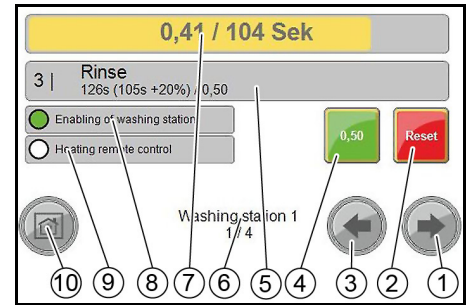 0,41 / 104 Sek
3 | Rinse
126s (105s +20%) / 0,50
Enabling of washing station
Heating remote control
0,50
Reset
Washing station 1
1 / 4
10 9 8 7 6 5 4 3 2 1